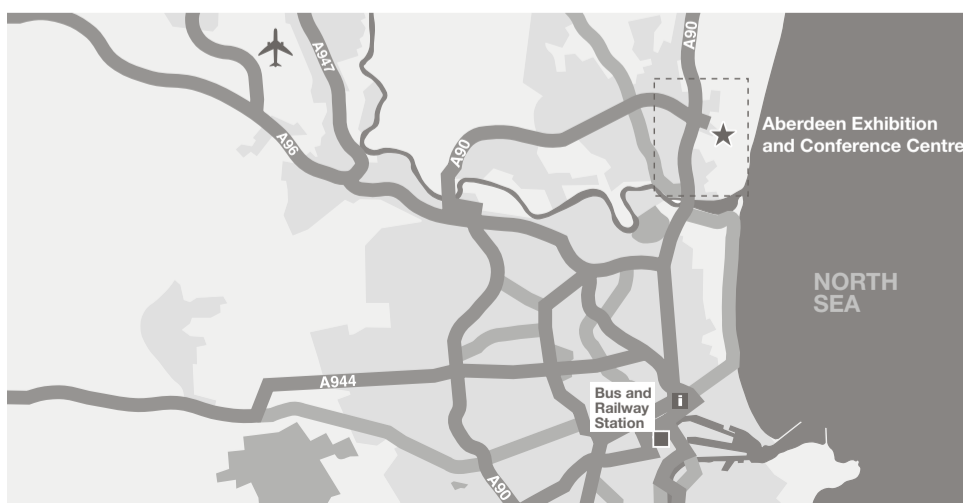 A90
A947
A96
A90
Aberdeen Exhibition
and Conference Centre
NORTH
SEA
A944
Bus and
Railway
Station
i
A90